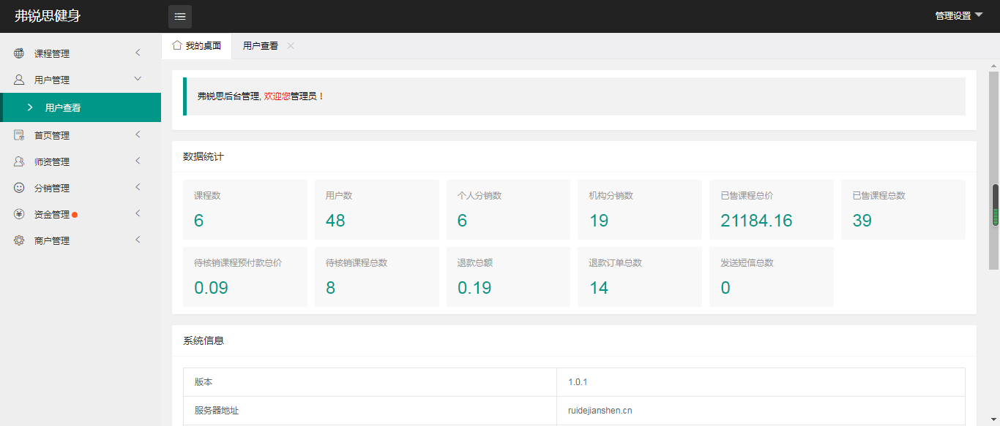 弗锐思健身
管理设置
课程管理
用户管理
用户查看
首页管理
师资管理
分销管理
资金管理
商户管理
我的桌面 用户查看
弗锐思后台管理, 欢迎您管理员！
数据统计
课程数 用户数 个人分销数 机构分销数 已售课程总价 已售课程总数
6 48 6 19 21184.16 39
待核销课程预付款总价 待核销课程总数 退款总额 退款订单总数 发送短信总数
0.09 8 0.19 14 0
系统信息
版本 1.0.1
服务器地址 ruidejianshen.cn